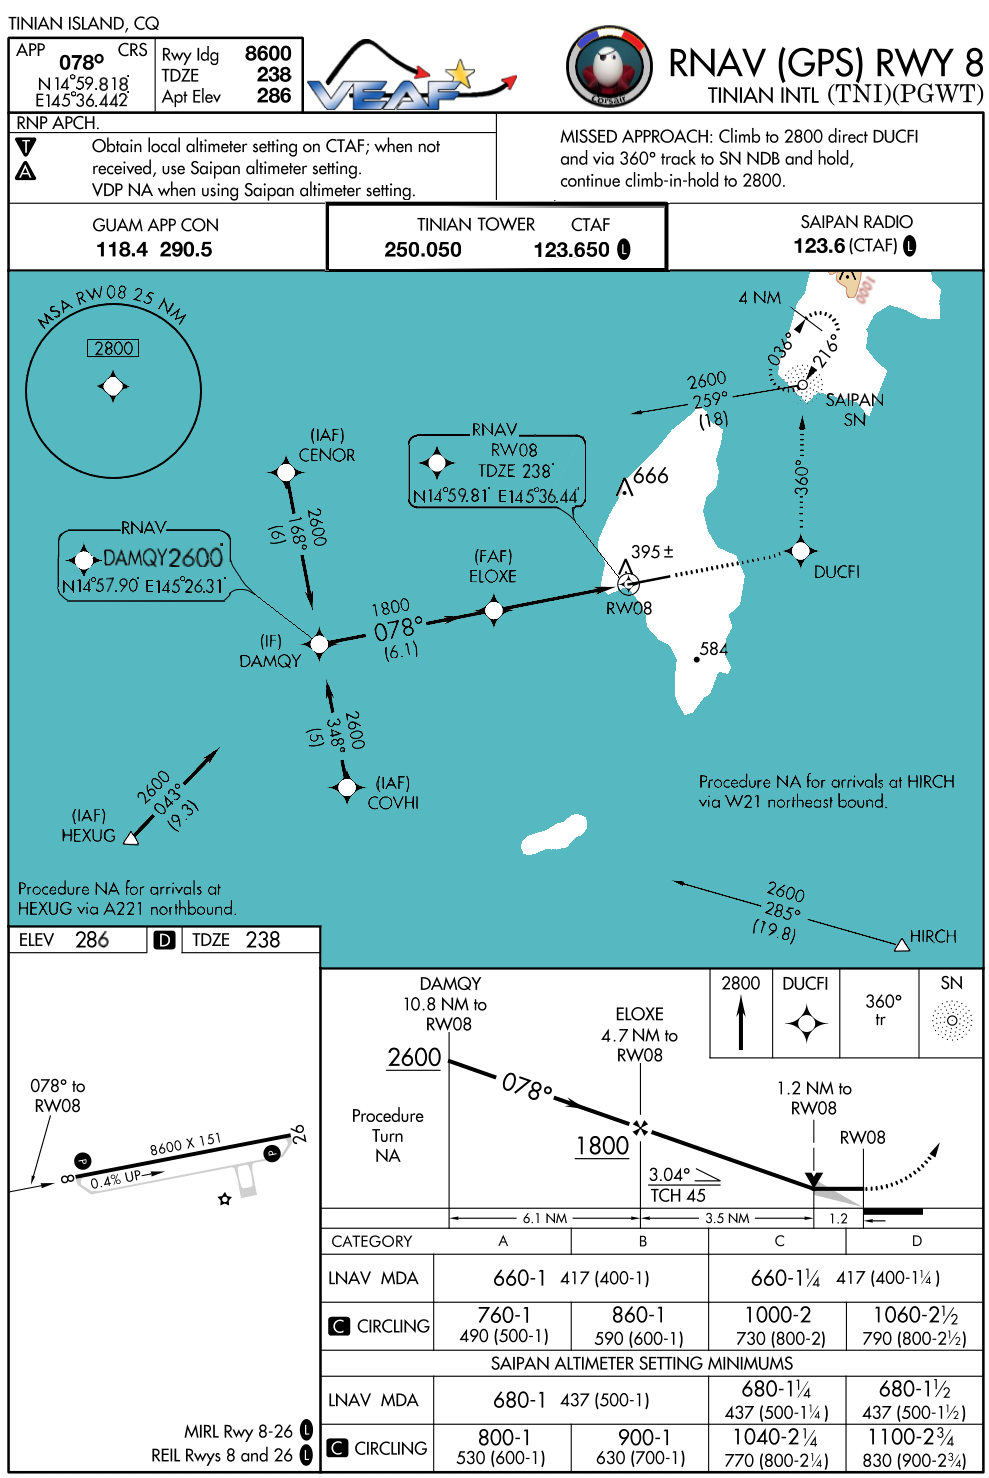 TINIAN ISLAND, CQ
APP CRS
078°
N14°59.818'
E145°36.442
Rwy ldg 8600
TDZE 238
Apt Elev 286
VEAF
Corsair
RNAV (GPS) RWY 8
TINIAN INTL (TNI)(PGWT)
RNP APCH.
T
A
Obtain local altimeter setting on CTAF; when not
received, use Saipan altimeter setting.
VDP NA when using Saipan altimeter setting.
MISSED APPROACH: Climb to 2800 direct DUCFI
and via 360° track to SN NDB and hold,
continue climb-in-hold to 2800.
GUAM APP CON
118.4 290.5
TINIAN TOWER CTAF
250.050 123.650 L
SAIPAN RADIO
123.6 (CTAF) L
MSA RW08 25 NM
2800
4 NM
1000
036°
216°
SAIPAN
SN
2600
259°
(18)
360°
(IAF)
CENOR
2600
168°
(6)
RNAV
RW08
TDZE 238'
N14°59.81' E145°36.44'
666
395±
RNAV
DAMQY2600'
N14°57.90' E145°26.31'
(FAF)
ELOXE
DUCFI
RW08
1800
078°
(6.1)
(IF)
DAMQY
584
2600
348°
(5)
(IAF)
COVHI
2600
043°
(9.3)
(IAF)
HEXUG
Procedure NA for arrivals at HIRCH
via W21 northeast bound.
Procedure NA for arrivals at
HEXUG via A221 northbound.
2600
285°
(19.8)
HIRCH
ELEV 286 D TDZE 238
078° to
RW08
8600 X 151
0.4% UP
8
26
P
P
MIRL Rwy 8-26 L
REIL Rwys 8 and 26 L
DAMQY
10.8 NM to
RW08
2600
078°
Procedure
Turn
NA
ELOXE
4.7 NM to
RW08
1800
3.04°
TCH 45
2800
DUCFI
360°
tr
SN
1.2 NM to
RW08
RW08
6.1 NM 3.5 NM 1.2
CATEGORY A B C D
LNAV MDA 660-1 417 (400-1) 660-1¼ 417 (400-1¼)
C CIRCLING 760-1 860-1 1000-2 1060-2½
490 (500-1) 590 (600-1) 730 (800-2) 790 (800-2½)
SAIPAN ALTIMETER SETTING MINIMUMS
LNAV MDA 680-1 437 (500-1) 680-1¼ 680-1½
437 (500-1¼) 437 (500-1½)
C CIRCLING 800-1 900-1 1040-2¼ 1100-2¾
530 (600-1) 630 (700-1) 770 (800-2¼) 830 (900-2¾)